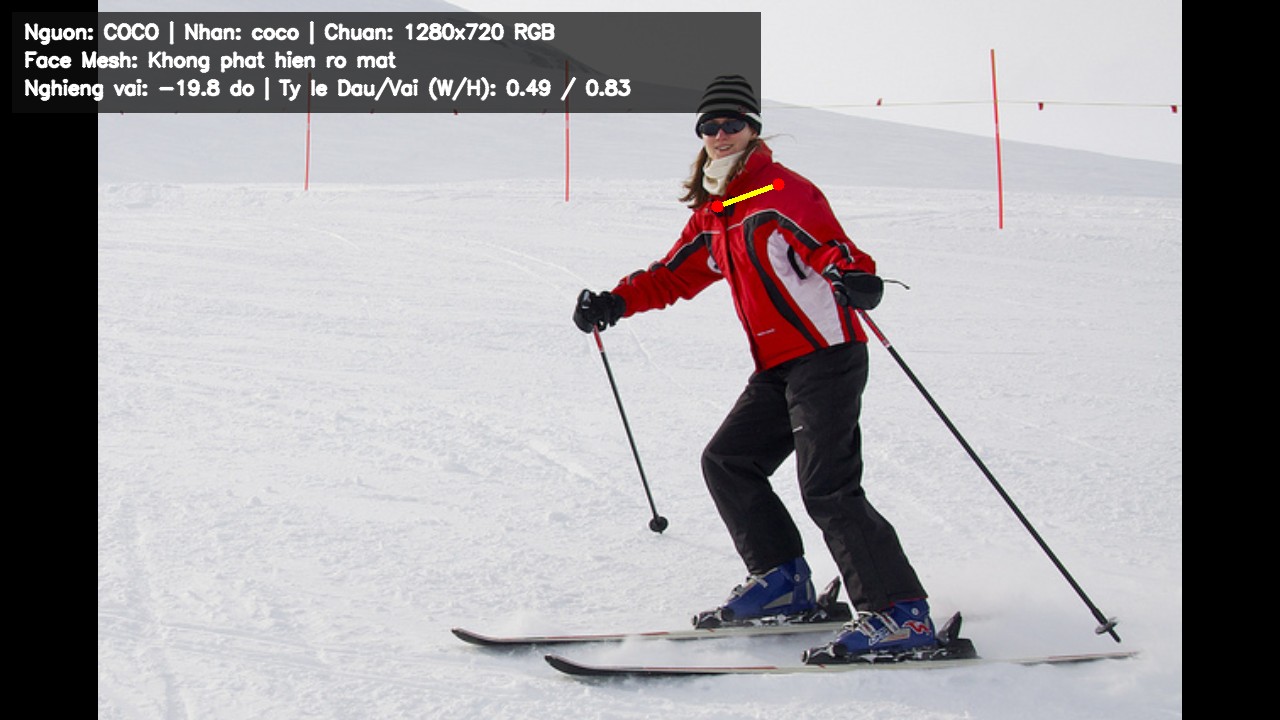 Nguon: COCO | Nhan: coco | Chuan: 1280x720 RGB
Face Mesh: Khong phat hien ro mat
Nghieng vai: -19.8 do | Ty le Dau/Vai (W/H): 0.49 / 0.83